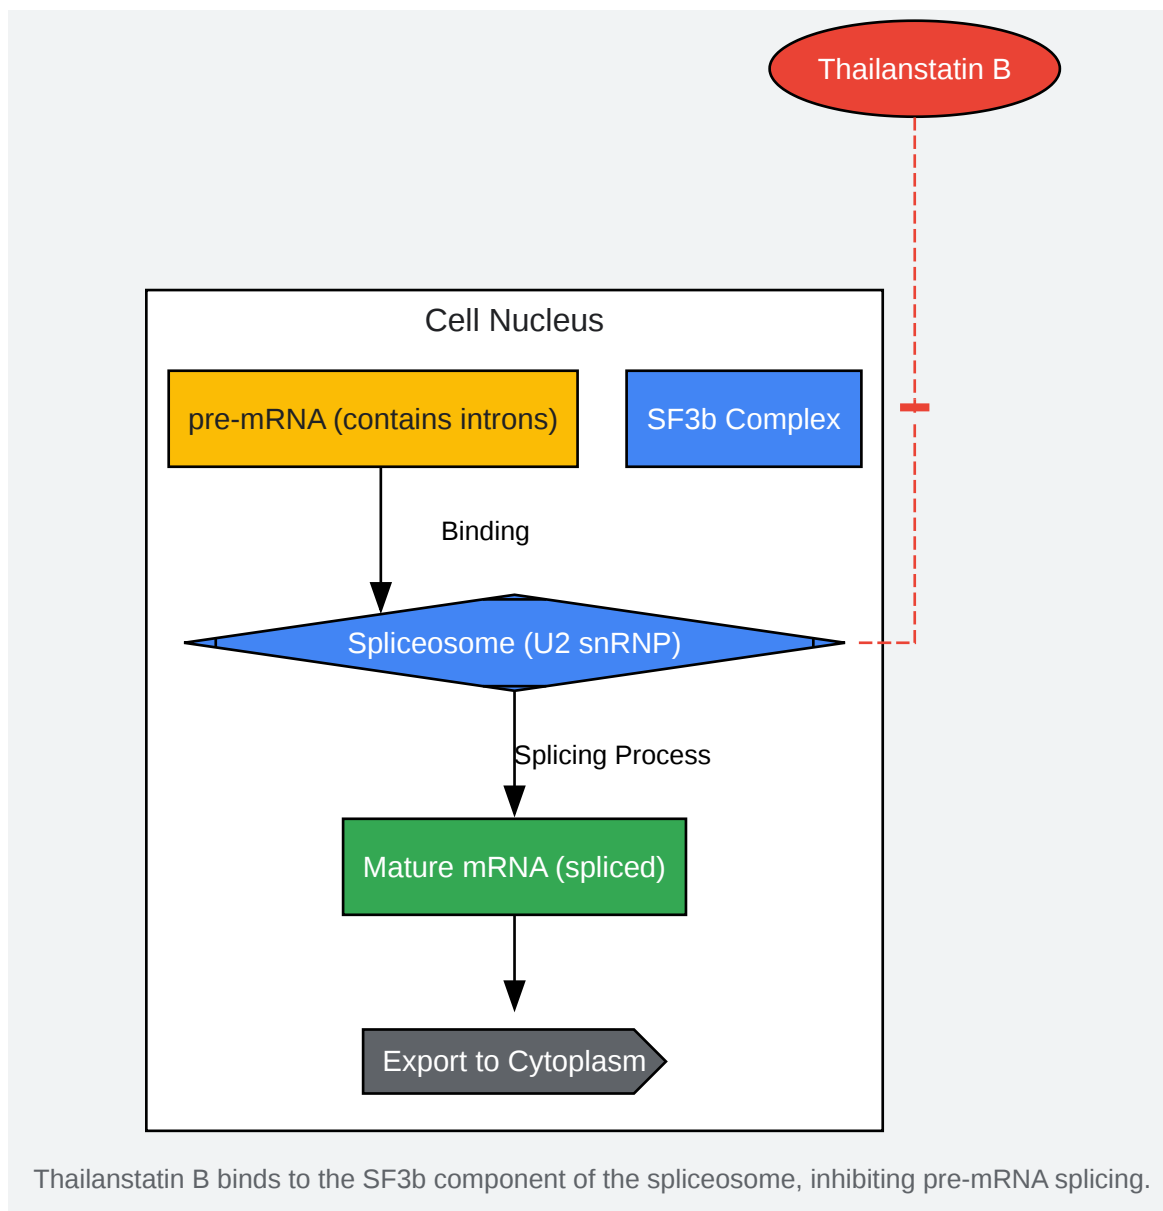 Thailanstatin B
Cell Nucleus
pre-mRNA (contains introns)
SF3b Complex
Binding
Spliceosome (U2 snRNP)
Splicing Process
Mature mRNA (spliced)
Export to Cytoplasm
Thailanstatin B binds to the SF3b component of the spliceosome, inhibiting pre-mRNA splicing.